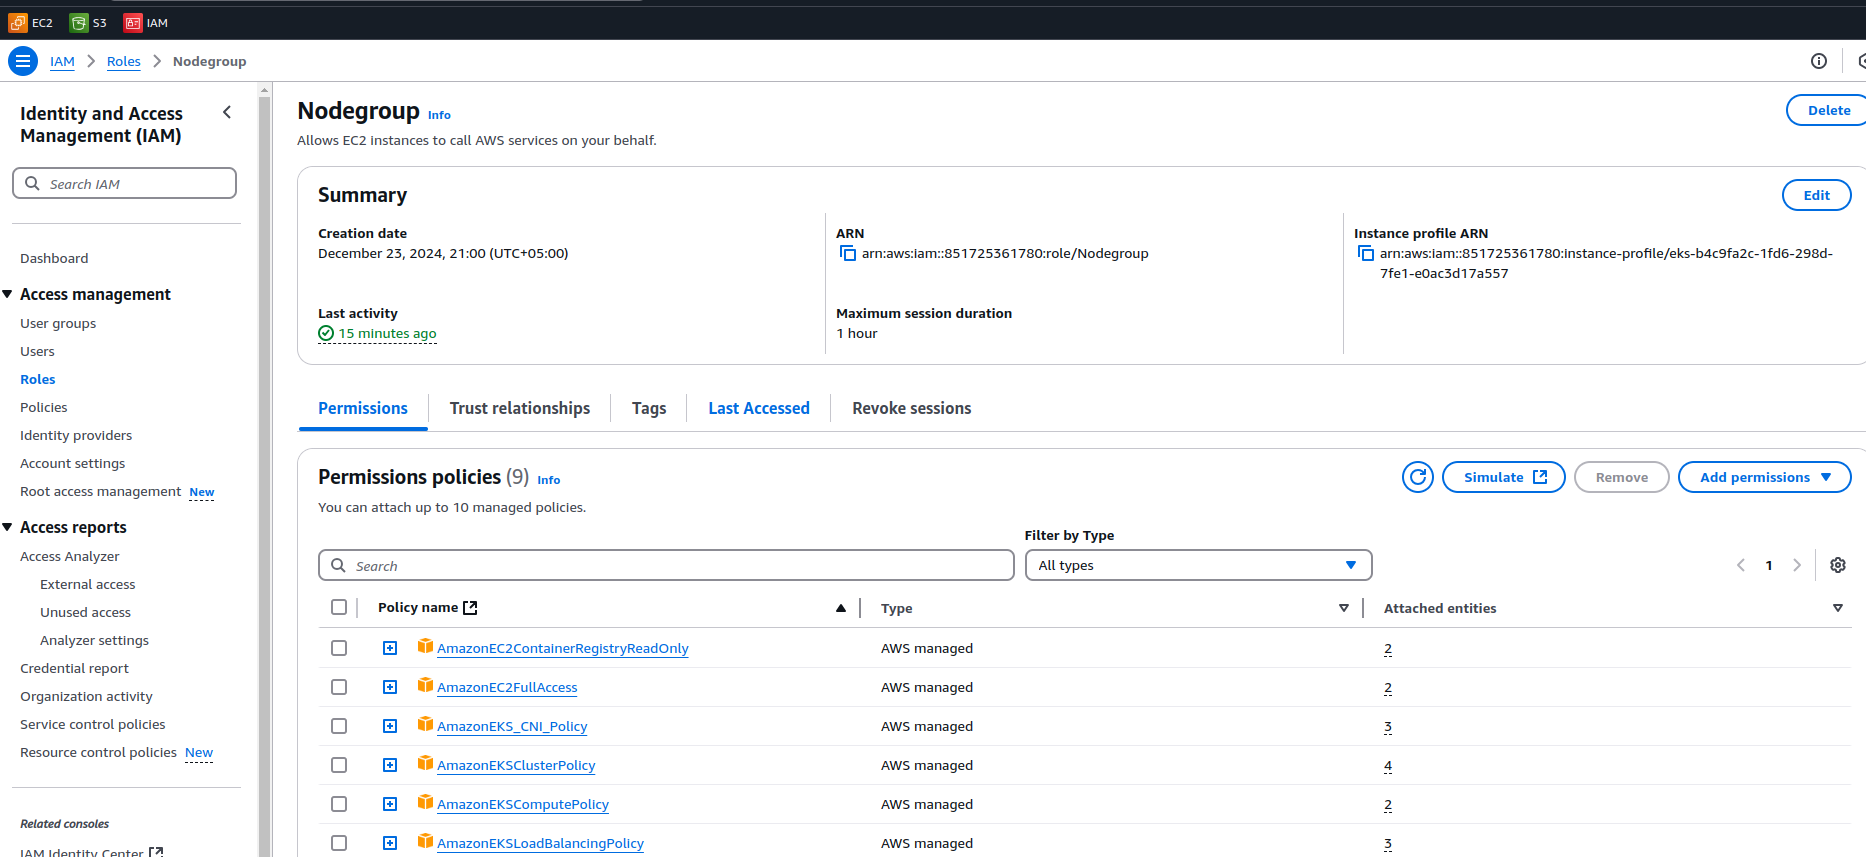 EC2 S3 IAM
IAM Roles Nodegroup
Identity and Access
Management (IAM)
Search IAM
Dashboard
Access management
User groups
Users
Roles
Policies
Identity providers
Account settings
Root access management New
Access reports
Access Analyzer
External access
Unused access
Analyzer settings
Credential report
Organization activity
Service control policies
Resource control policies New
Related consoles
IAM Identity Center
Nodegroup Info
Delete
Allows EC2 instances to call AWS services on your behalf.
Summary
Edit
Creation date
December 23, 2024, 21:00 (UTC+05:00)
ARN
arn:aws:iam::851725361780:role/Nodegroup
Instance profile ARN
arn:aws:iam::851725361780:instance-profile/eks-b4c9fa2c-1fd6-298d-
7fe1-e0ac3d17a557
Last activity
15 minutes ago
Maximum session duration
1 hour
Permissions Trust relationships Tags Last Accessed Revoke sessions
Permissions policies (9) Info
Simulate Remove Add permissions
You can attach up to 10 managed policies.
Filter by Type
Search
All types
1
Policy name Type Attached entities
AmazonEC2ContainerRegistryReadOnly AWS managed 2
AmazonEC2FullAccess AWS managed 2
AmazonEKS_CNI_Policy AWS managed 3
AmazonEKSClusterPolicy AWS managed 4
AmazonEKSComputePolicy AWS managed 2
AmazonEKSLoadBalancingPolicy AWS managed 3